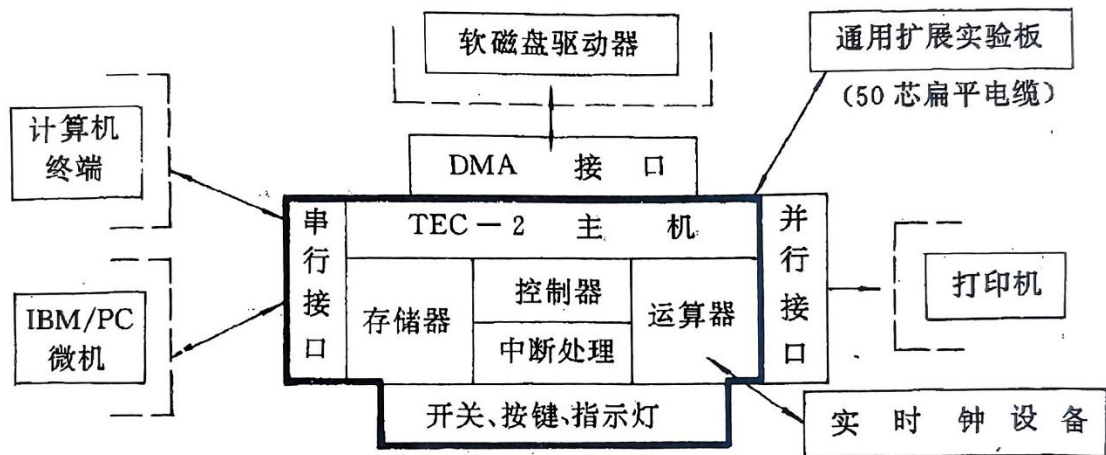 软磁盘驱动器
通用扩展实验板
(50芯扁平电缆)
计算机
终端
DMA 接口
串行接口
TEC-2 主机
并行接口
IBM/PC
微机
存储器
控制器
中断处理
运算器
打印机
开关、按键、指示灯
实时钟设备